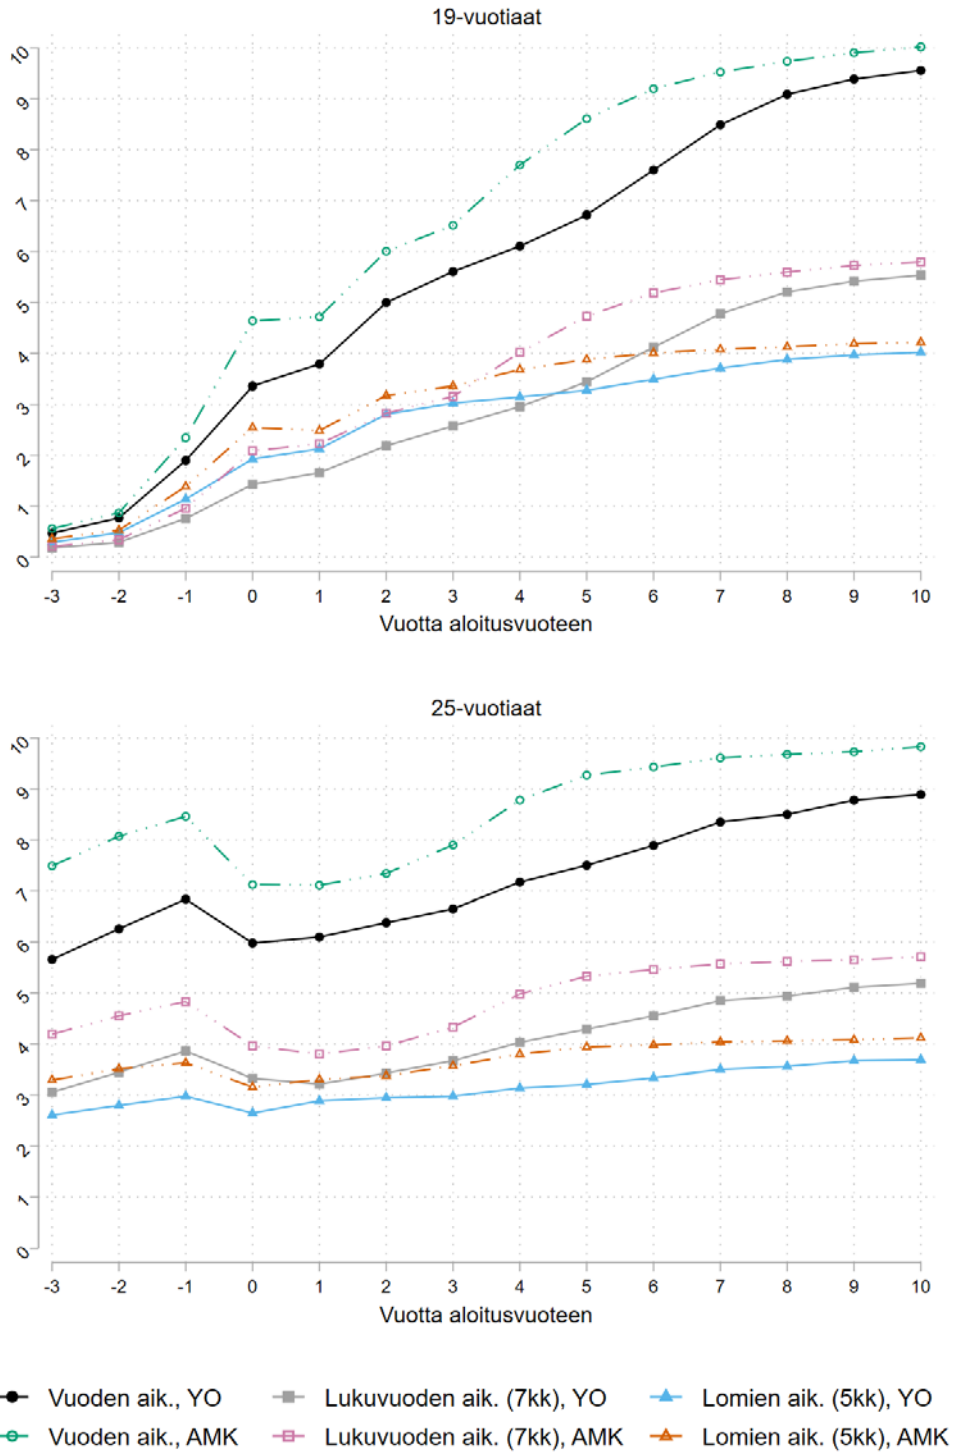 19-vuotiaat
10
9
8
7
6
5
4
3
2
1
0
-3 -2 -1 0 1 2 3 4 5 6 7 8 9 10
Vuotta aloitusvuoteen
25-vuotiaat
10
9
8
7
6
5
4
3
2
1
0
-3 -2 -1 0 1 2 3 4 5 6 7 8 9 10
Vuotta aloitusvuoteen
Vuoden aik., YO Lukuvuoden aik. (7kk), YO Lomien aik. (5kk), YO
Vuoden aik., AMK Lukuvuoden aik. (7kk), AMK Lomien aik. (5kk), AMK